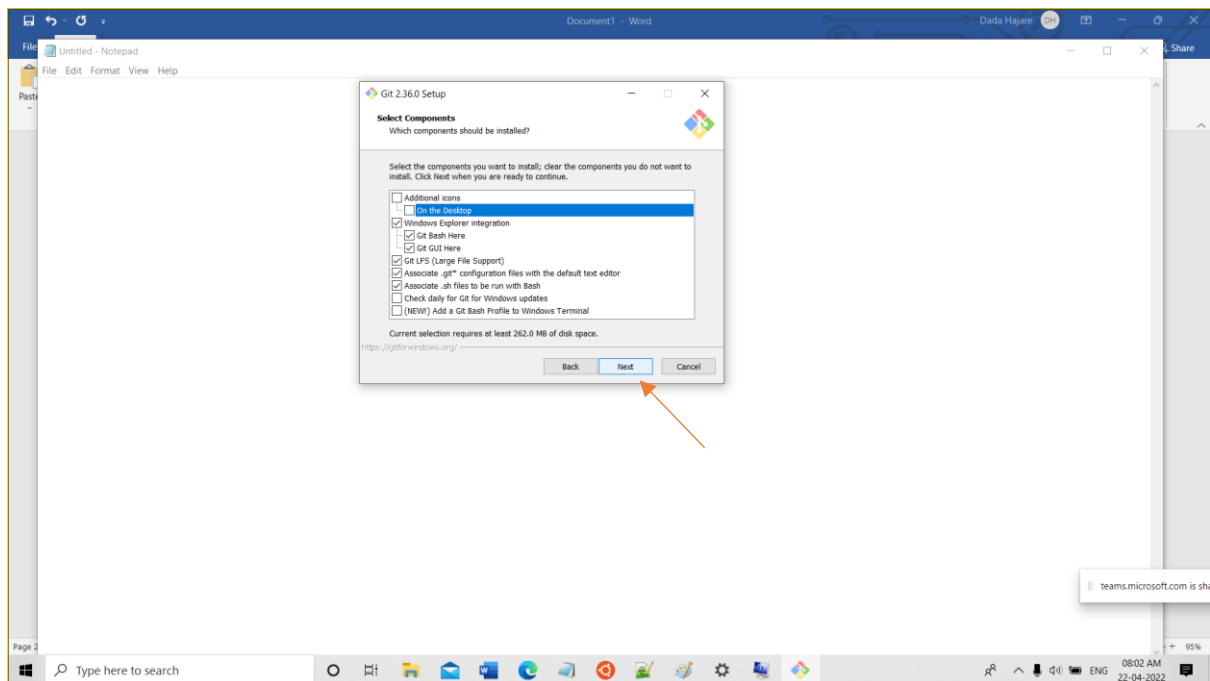 Document1 - Word
Dada Hajare DH
File
Share
Untitled - Notepad
File Edit Format View Help
Paste
Git 2.36.0 Setup
Select Components
Which components should be installed?
Select the components you want to install; clear the components you do not want to
install. Click Next when you are ready to continue.
Additional icons
On the Desktop
Windows Explorer integration
Git Bash Here
Git GUI Here
Git LFS (Large File Support)
Associate .git* configuration files with the default text editor
Associate .sh files to be run with Bash
Check daily for Git for Windows updates
(NEW!) Add a Git Bash Profile to Windows Terminal
Current selection requires at least 262.0 MB of disk space.
https://gitforwindows.org/
Back Next Cancel
teams.microsoft.com is sha
Page 2
95%
Type here to search
ENG
08:02 AM
22-04-2022